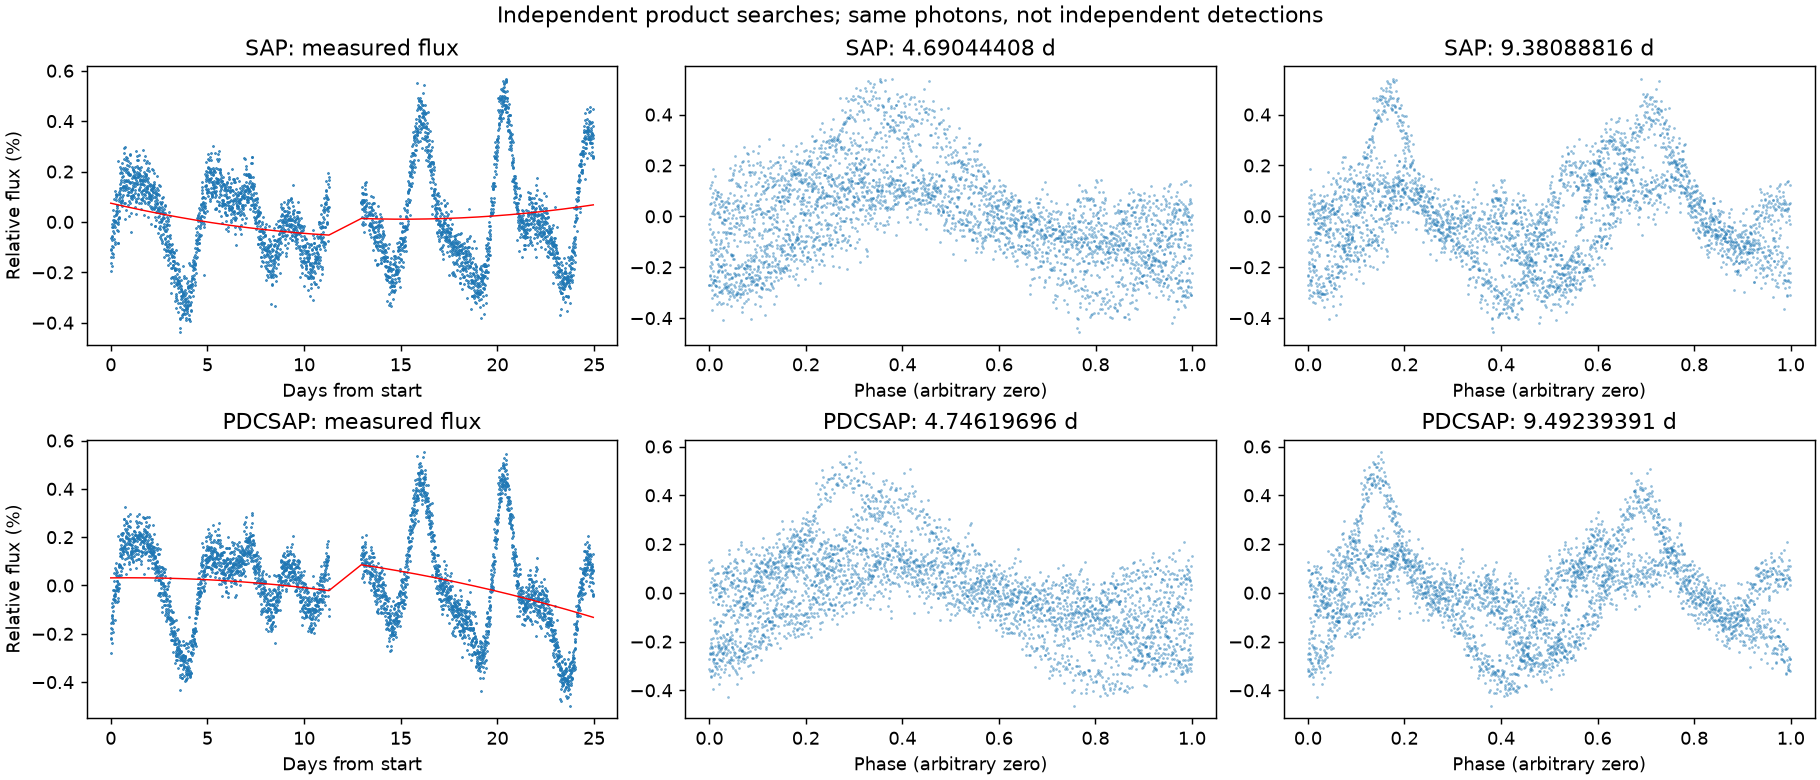 Independent product searches; same photons, not independent detections
SAP: measured flux
SAP: 4.69044408 d
SAP: 9.38088816 d
Relative flux (%)
0.6
0.4
0.2
0.0
−0.2
−0.4
0.4
0.2
0.0
−0.2
−0.4
0.4
0.2
0.0
−0.2
−0.4
0 5 10 15 20 25
0.0 0.2 0.4 0.6 0.8 1.0
0.0 0.2 0.4 0.6 0.8 1.0
Days from start
Phase (arbitrary zero)
Phase (arbitrary zero)
PDCSAP: measured flux
PDCSAP: 4.74619696 d
PDCSAP: 9.49239391 d
Relative flux (%)
0.6
0.4
0.2
0.0
−0.2
−0.4
0.6
0.4
0.2
0.0
−0.2
−0.4
0.6
0.4
0.2
0.0
−0.2
−0.4
0 5 10 15 20 25
0.0 0.2 0.4 0.6 0.8 1.0
0.0 0.2 0.4 0.6 0.8 1.0
Days from start
Phase (arbitrary zero)
Phase (arbitrary zero)